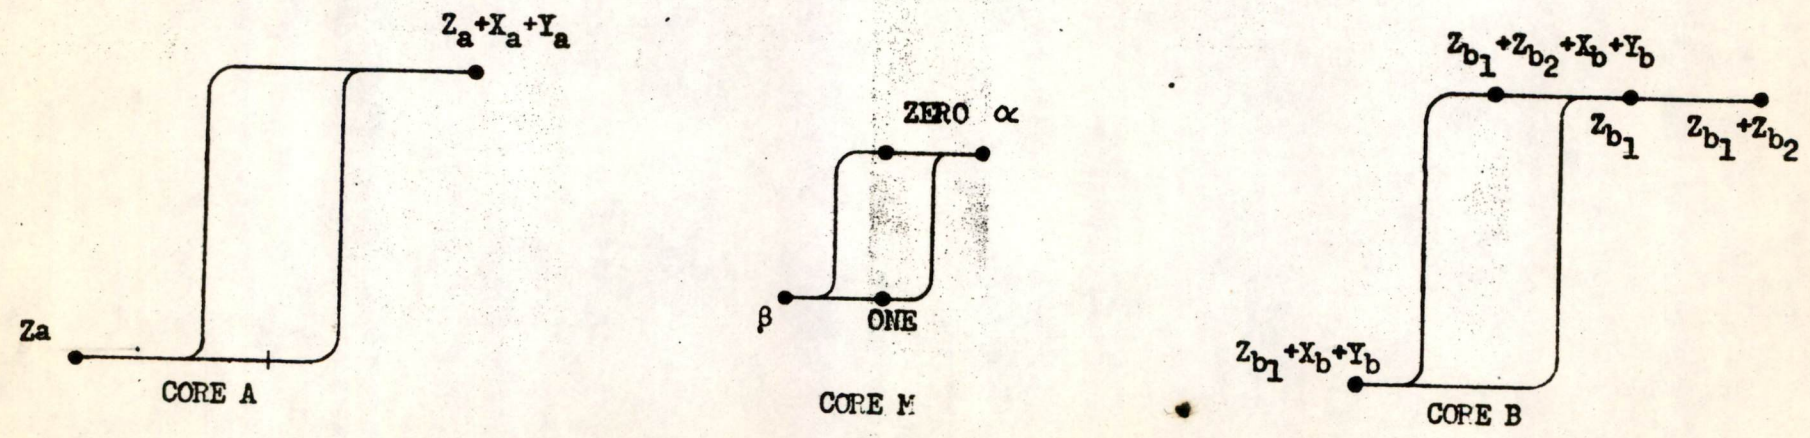 Za+Xa+Ya
Za
CORE A
ZERO α
β
ONE
CORE M
Zb1+Zb2+Xb+Yb
Zb1
Zb1+Zb2
Zb1+Xb+Yb
CORE B